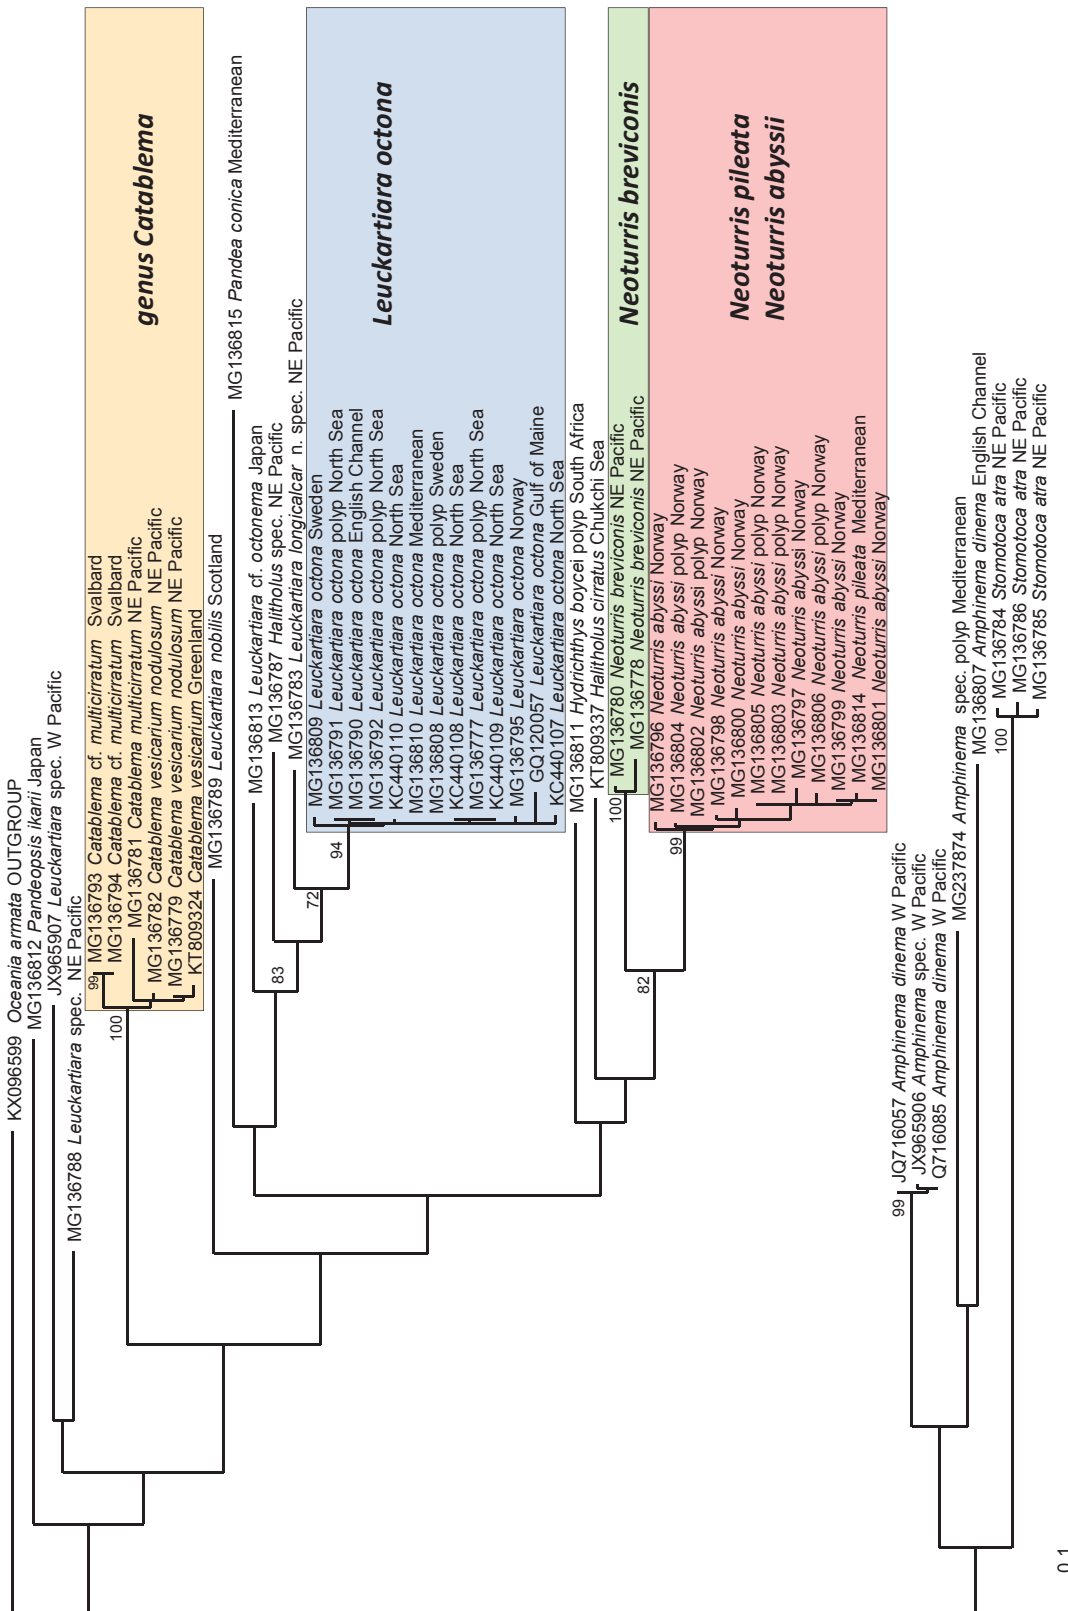 KX096599 Oceania armata OUTGROUP
MG136812 Pandeopsis ikarii Japan
JX965907 Leuckartiara spec. W Pacific
MG136788 Leuckartiara spec. NE Pacific
99
MG136793 Catablema cf. multicirratum Svalbard
MG136794 Catablema cf. multicirratum Svalbard
100
MG136781 Catablema multicirratum NE Pacific
genus Catablema
MG136782 Catablema vesicarium nodulosum NE Pacific
MG136779 Catablema vesicarium nodulosum NE Pacific
KT809324 Catablema vesicarium Greenland
MG136789 Leuckartiara nobilis Scotland
MG136815 Pandea conica Mediterranean
MG136813 Leuckartiara cf. octonema Japan
83
MG136787 Halitholus spec. NE Pacific
MG136783 Leuckartiara longicalcar n. spec. NE Pacific
72
MG136809 Leuckartiara octona Sweden
94
MG136791 Leuckartiara octona polyp North Sea
MG136790 Leuckartiara octona English Channel
MG136792 Leuckartiara octona polyp North Sea
Leuckartiara octona
KC440110 Leuckartiara octona North Sea
MG136810 Leuckartiara octona Mediterranean
MG136808 Leuckartiara octona polyp Sweden
KC440108 Leuckartiara octona North Sea
MG136777 Leuckartiara octona polyp North Sea
KC440109 Leuckartiara octona North Sea
MG136795 Leuckartiara octona Norway
GQ120057 Leuckartiara octona Gulf of Maine
KC440107 Leuckartiara octona North Sea
MG136811 Hydrichthys boycei polyp South Africa
KT809337 Halitholus cirratus Chukchi Sea
100
MG136780 Neoturris breviconis NE Pacific
MG136778 Neoturris breviconis NE Pacific
Neoturris breviconis
82
MG136796 Neoturris abyssi Norway
99
MG136804 Neoturris abyssi polyp Norway
MG136802 Neoturris abyssi polyp Norway
MG136798 Neoturris abyssi Norway
MG136800 Neoturris abyssi Norway
Neoturris pileata
MG136805 Neoturris abyssi polyp Norway
MG136803 Neoturris abyssi polyp Norway
Neoturris abyssii
MG136797 Neoturris abyssi Norway
MG136806 Neoturris abyssi polyp Norway
MG136799 Neoturris abyssi Norway
MG136814 Neoturris pileata Mediterranean
MG136801 Neoturris abyssi Norway
99
JQ716057 Amphinema dinema W Pacific
JX965906 Amphinema spec. W Pacific
Q716085 Amphinema dinema W Pacific
MG237874 Amphinema spec. polyp Mediterranean
MG136807 Amphinema dinema English Channel
100
MG136784 Stomotoca atra NE Pacific
MG136786 Stomotoca atra NE Pacific
MG136785 Stomotoca atra NE Pacific